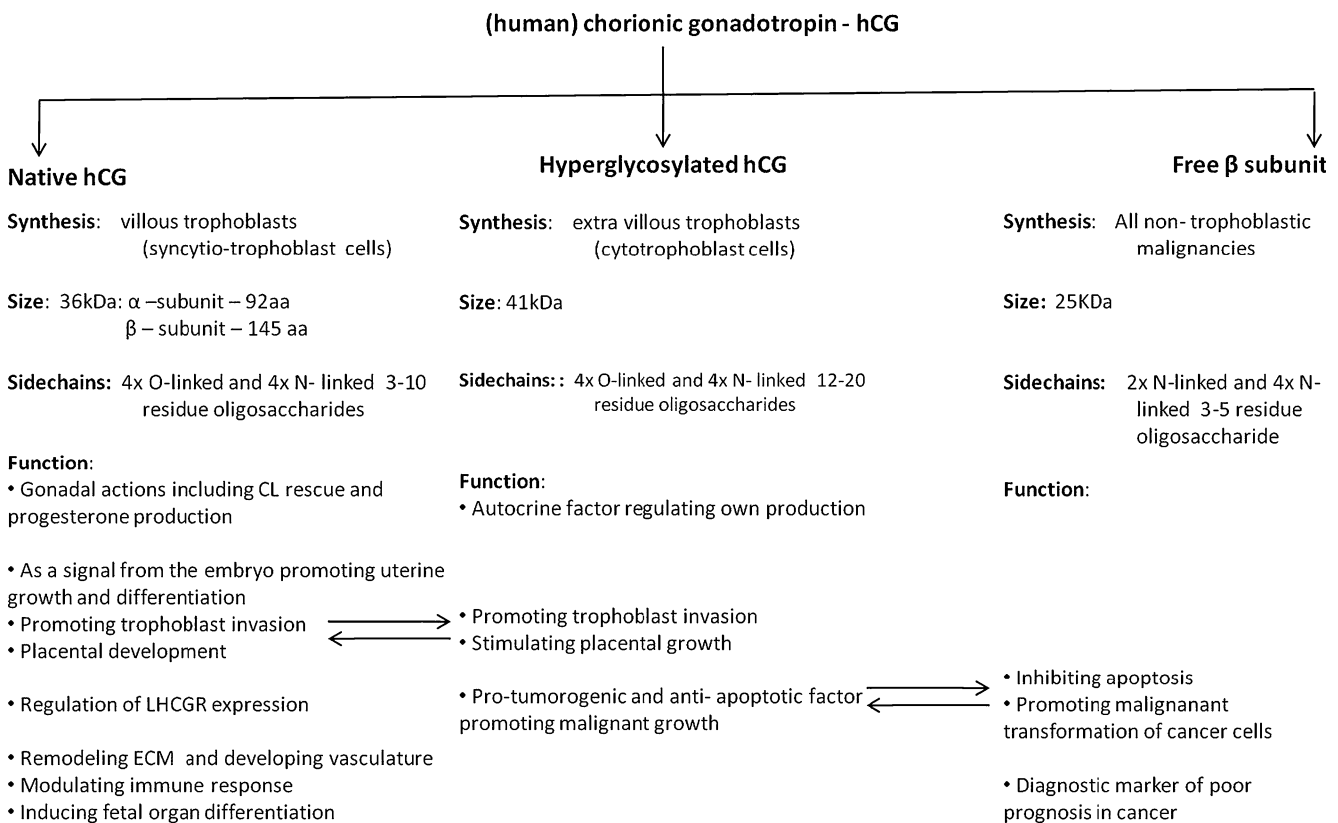 (human) chorionic gonadotropin - hCG
Native hCG
Synthesis: villous trophoblasts
(syncytio-trophoblast cells)
Size: 36kDa: α –subunit – 92aa
β – subunit – 145 aa
Sidechains: 4x O-linked and 4x N- linked 3-10
residue oligosaccharides
Function:
• Gonadal actions including CL rescue and
progesterone production
• As a signal from the embryo promoting uterine
growth and differentiation
• Promoting trophoblast invasion
• Placental development
• Regulation of LHCGR expression
• Remodeling ECM and developing vasculature
• Modulating immune response
• Inducing fetal organ differentiation
Hyperglycosylated hCG
Synthesis: extra villous trophoblasts
(cytotrophoblast cells)
Size: 41kDa
Sidechains:: 4x O-linked and 4x N- linked 12-20
residue oligosaccharides
Function:
• Autocrine factor regulating own production
• Promoting trophoblast invasion
• Stimulating placental growth
• Pro-tumorogenic and anti- apoptotic factor
promoting malignant growth
Free β subunit
Synthesis: All non- trophoblastic
malignancies
Size: 25KDa
Sidechains: 2x N-linked and 4x N-
linked 3-5 residue
oligosaccharide
Function:
• Inhibiting apoptosis
• Promoting malignanant
transformation of cancer cells
• Diagnostic marker of poor
prognosis in cancer